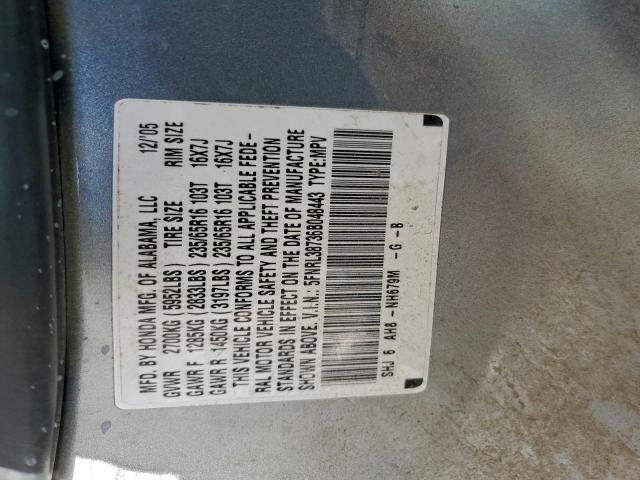 MFD. BY HONDA MFG. OF ALABAMA, LLC 12/'05
GVWR 2700KG (5952LBS) TIRE SIZE RIM SIZE
GAWR F 1285KG (2833LBS) 235/65R16 103T 16X7J
GAWR R 1450KG (3197LBS) 235/65R16 103T 16X7J
THIS VEHICLE CONFORMS TO ALL APPLICABLE FEDE-
RAL MOTOR VEHICLE SAFETY AND THEFT PREVENTION
STANDARDS IN EFFECT ON THE DATE OF MANUFACTURE
SHOWN ABOVE. V.I.N.: 5FNRL38736B048443 TYPE:MPV
SHJ 6 AH8 -NH679M -G -B